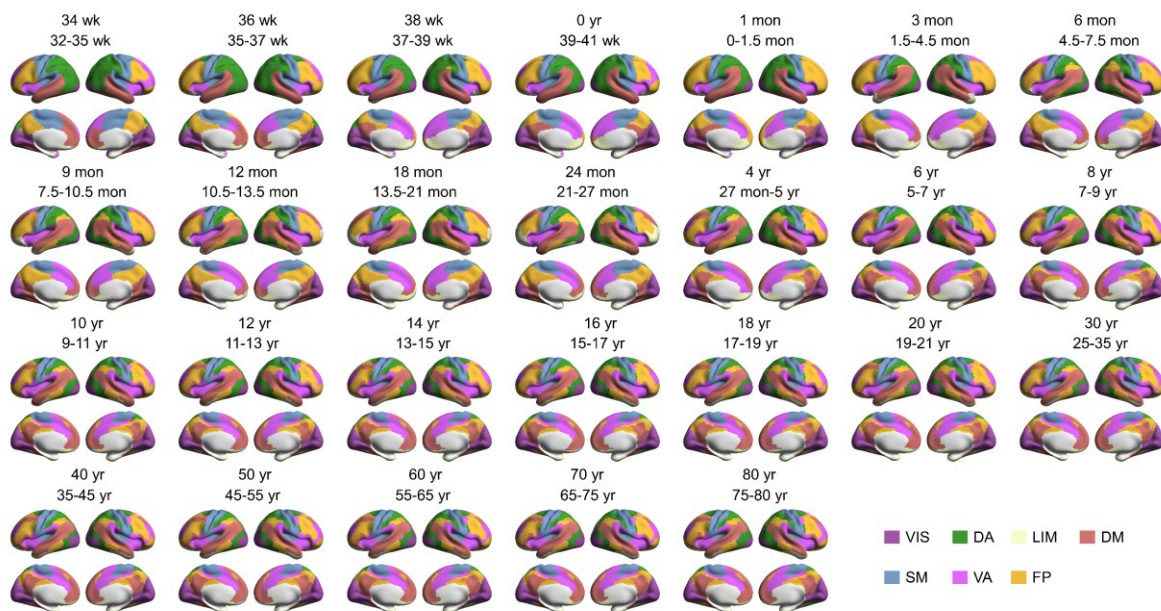 34 wk 36 wk 38 wk 0 yr 1 mon 3 mon 6 mon
32-35 wk 35-37 wk 37-39 wk 39-41 wk 0-1.5 mon 1.5-4.5 mon 4.5-7.5 mon
9 mon 12 mon 18 mon 24 mon 4 yr 6 yr 8 yr
7.5-10.5 mon 10.5-13.5 mon 13.5-21 mon 21-27 mon 27 mon-5 yr 5-7 yr 7-9 yr
10 yr 12 yr 14 yr 16 yr 18 yr 20 yr 30 yr
9-11 yr 11-13 yr 13-15 yr 15-17 yr 17-19 yr 19-21 yr 25-35 yr
40 yr 50 yr 60 yr 70 yr 80 yr
35-45 yr 45-55 yr 55-65 yr 65-75 yr 75-80 yr
VIS DA LIM DM
SM VA FP